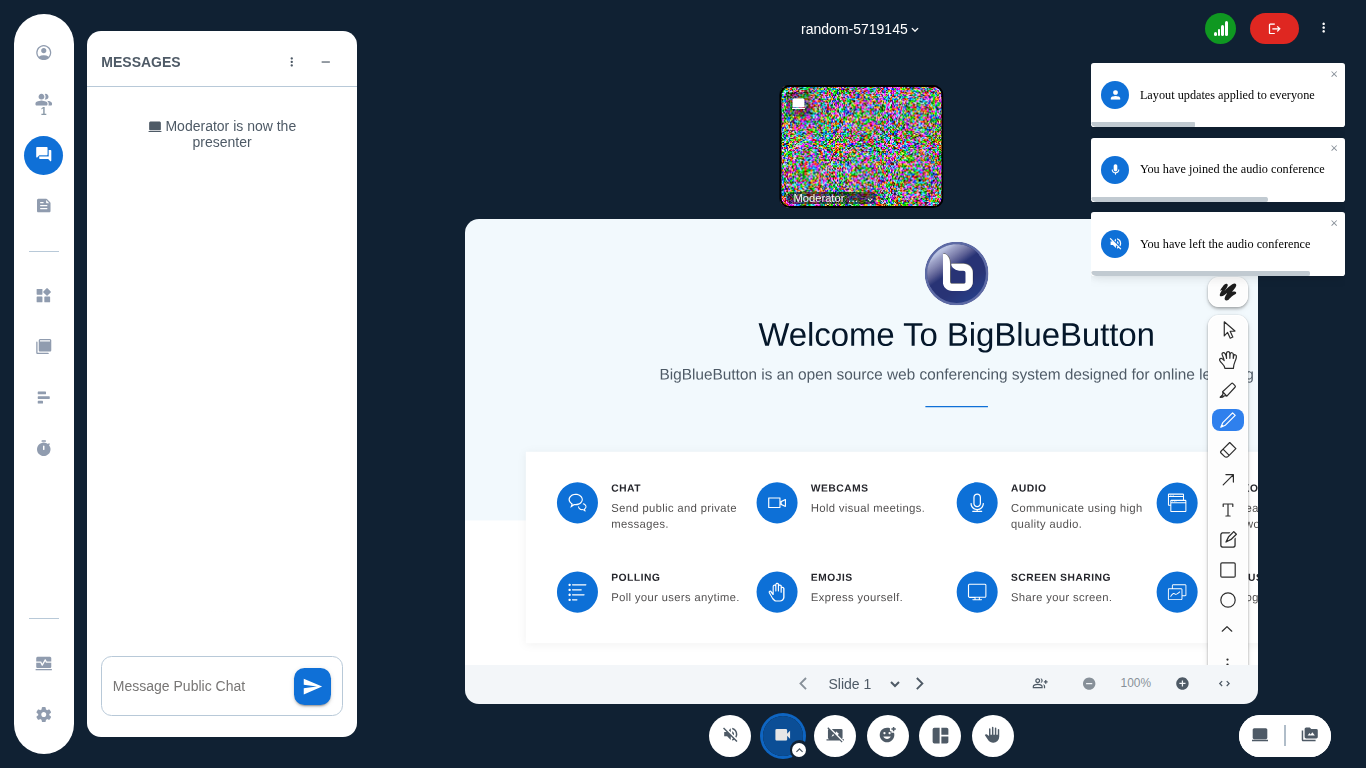 random-5719145
1
MESSAGES
Moderator is now the
presenter
Message Public Chat
Moderator ...
Layout updates applied to everyone
You have joined the audio conference
You have left the audio conference
Welcome To BigBlueButton
BigBlueButton is an open source web conferencing system designed for online
CHAT
Send public and private
messages.
WEBCAMS
Hold visual meetings.
AUDIO
Communicate using high
quality audio.
POLLING
Poll your users anytime.
EMOJIS
Express yourself.
SCREEN SHARING
Share your screen.
Slide 1
100%